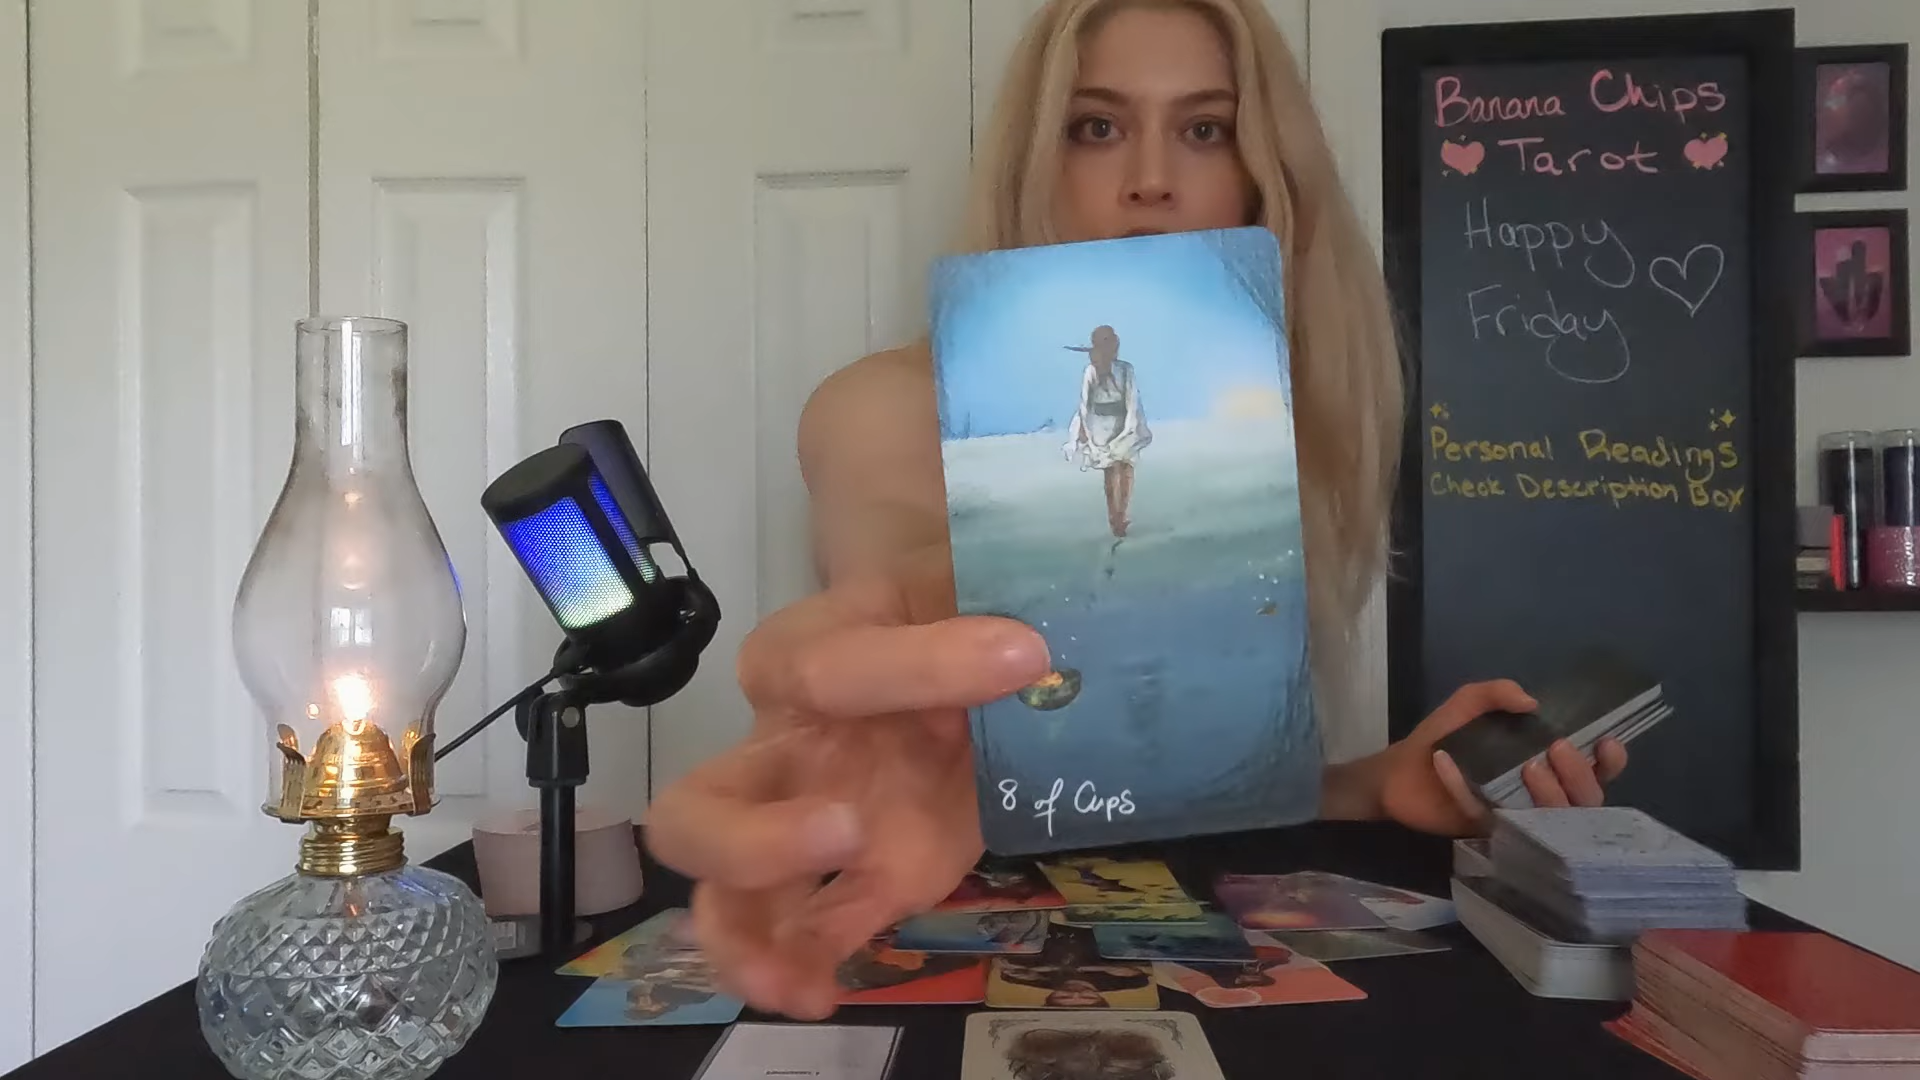 Banana Chips
Tarot
Happy
Friday
Personal Readings
Check Description Box
8 of Cups